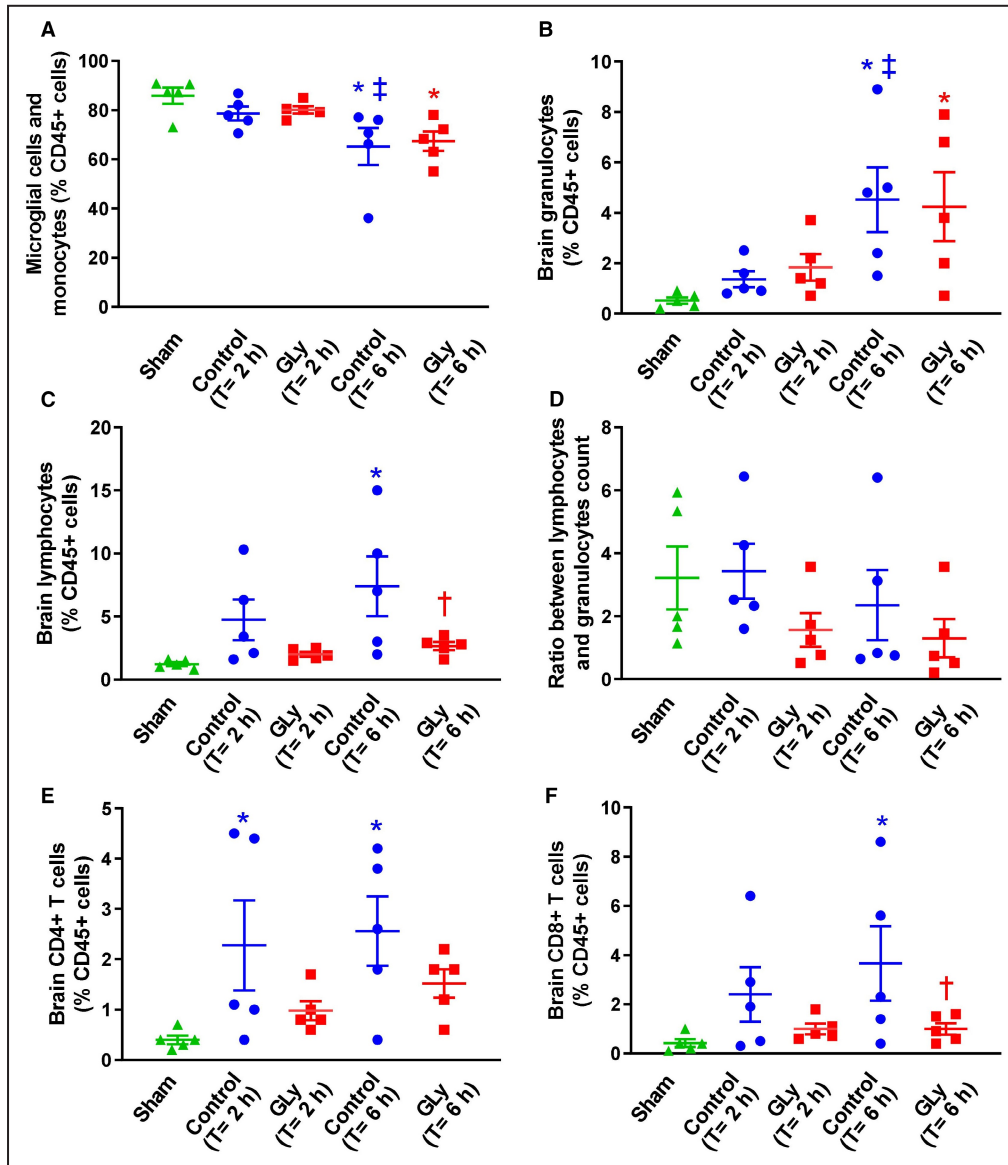 A
Microglial cells and
monocytes (% CD45+ cells)
100
80
60
40
20
0
* ‡
*
Sham
Control
(T= 2 h)
GLy
(T= 2 h)
Control
(T= 6 h)
GLy
(T= 6 h)
B
Brain granulocytes
(% CD45+ cells)
10
8
6
4
2
0
* ‡
*
Sham
Control
(T= 2 h)
GLy
(T= 2 h)
Control
(T= 6 h)
GLy
(T= 6 h)
C
Brain lymphocytes
(% CD45+ cells)
20
15
10
5
0
*
†
Sham
Control
(T= 2 h)
GLy
(T= 2 h)
Control
(T= 6 h)
GLy
(T= 6 h)
D
Ratio between lymphocytes
and granulocytes count
8
6
4
2
0
Sham
Control
(T= 2 h)
GLy
(T= 2 h)
Control
(T= 6 h)
GLy
(T= 6 h)
E
Brain CD4+ T cells
(% CD45+ cells)
5
4
3
2
1
0
*
*
Sham
Control
(T= 2 h)
GLy
(T= 2 h)
Control
(T= 6 h)
GLy
(T= 6 h)
F
Brain CD8+ T cells
(% CD45+ cells)
10
8
6
4
2
0
*
†
Sham
Control
(T= 2 h)
GLy
(T= 2 h)
Control
(T= 6 h)
GLy
(T= 6 h)